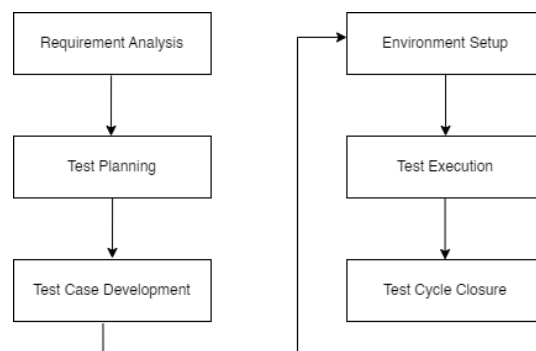 Requirement Analysis
Test Planning
Test Case Development
Environment Setup
Test Execution
Test Cycle Closure